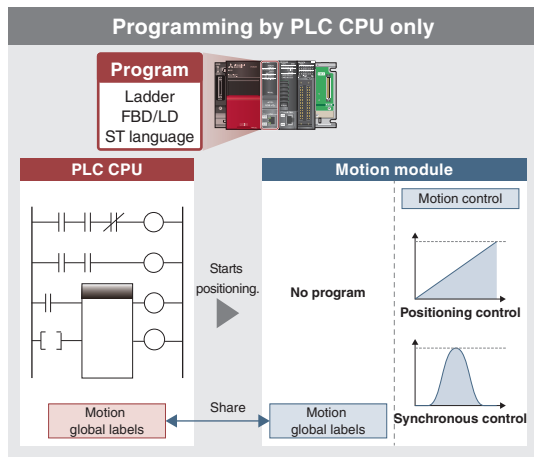 Programming by PLC CPU only
Program
Ladder
FBD/LD
ST language
PLC CPU
Motion module
Motion control
Starts
positioning.
No program
Positioning control
Synchronous control
Motion
global labels
Share
Motion
global labels